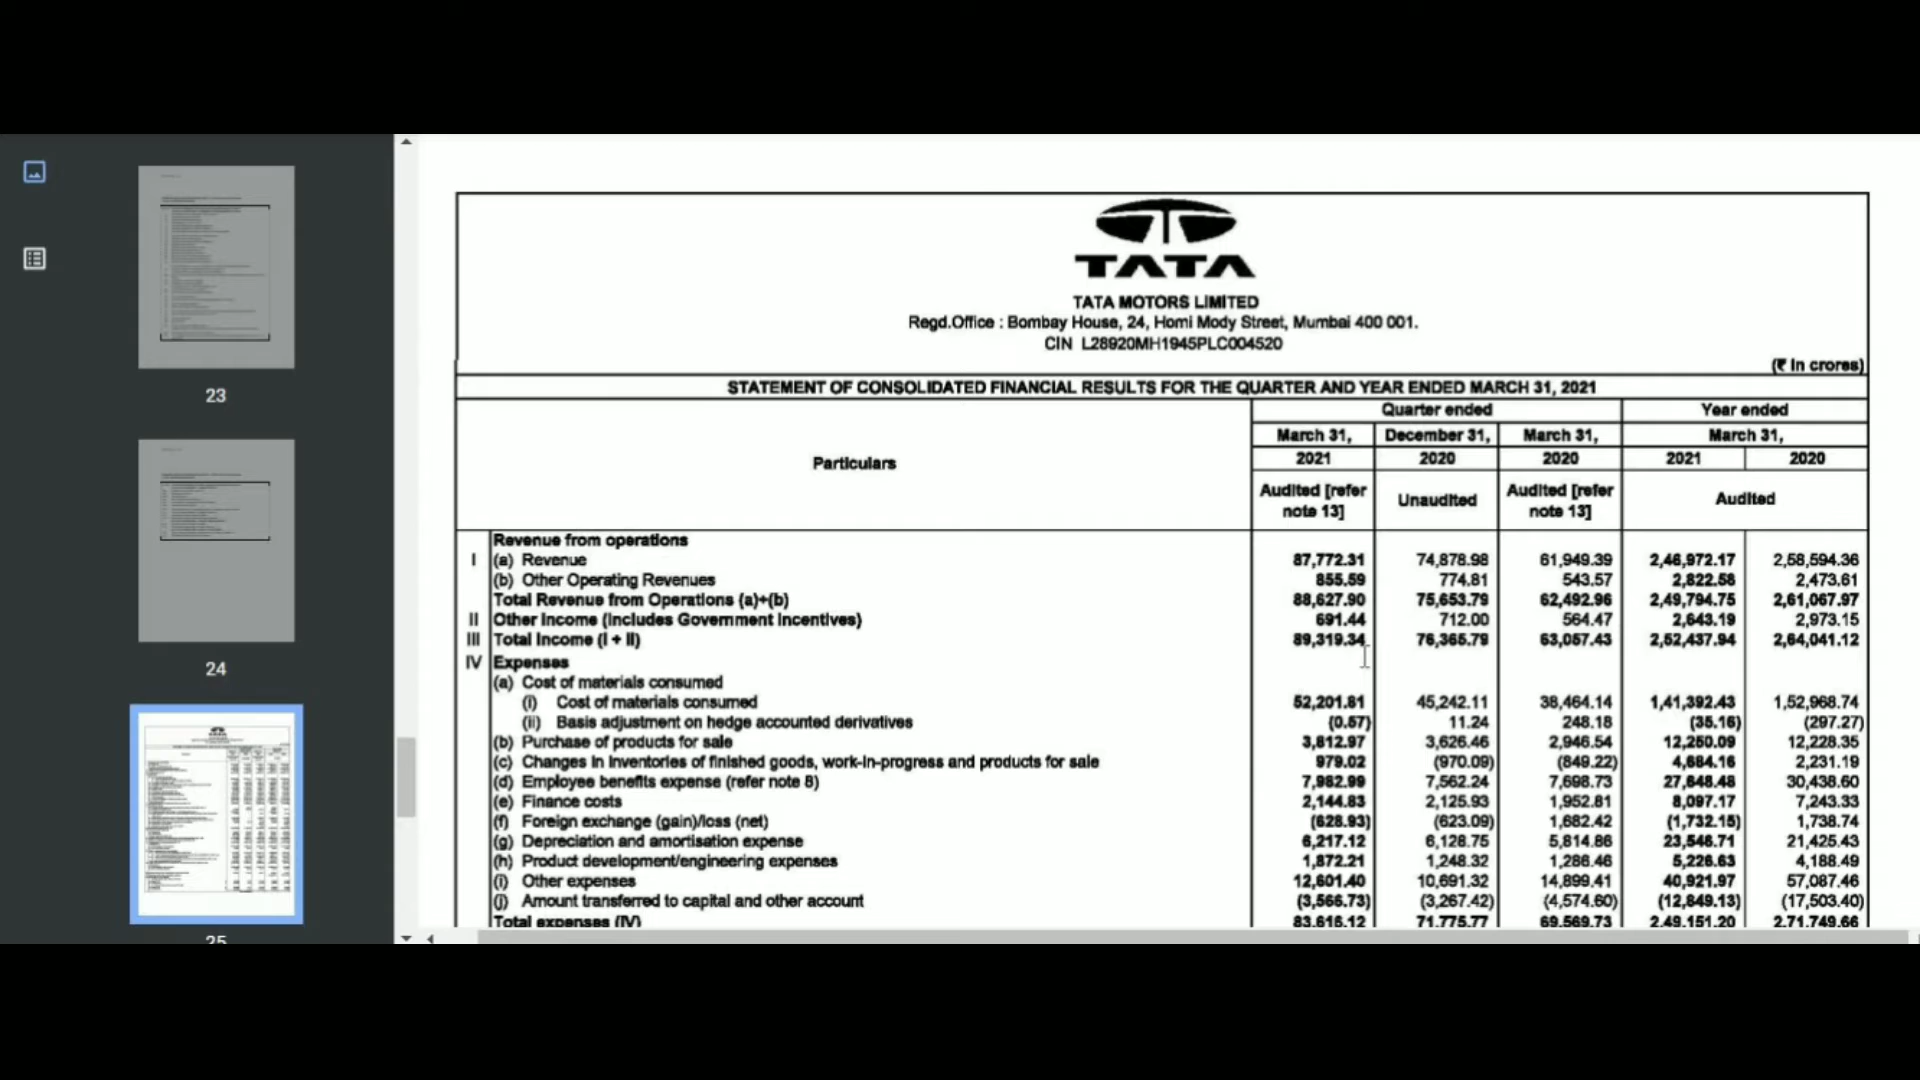 23
24
25
TATA
TATA MOTORS LIMITED
Regd.Office : Bombay House, 24, Homi Mody Street, Mumbai 400 001.
CIN L28920MH1945PLC004520
(₹ in crores)
STATEMENT OF CONSOLIDATED FINANCIAL RESULTS FOR THE QUARTER AND YEAR ENDED MARCH 31, 2021
Quarter ended Year ended
March 31, December 31, March 31, March 31,
Particulars 2021 2020 2020 2021 2020
Audited [refer note 13] Unaudited Audited [refer note 13] Audited
Revenue from operations
I (a) Revenue 87,772.31 74,878.98 61,949.39 2,46,972.17 2,58,594.36
(b) Other Operating Revenues 855.59 774.81 543.57 2,822.58 2,473.61
Total Revenue from Operations (a)+(b) 88,627.90 75,653.79 62,492.96 2,49,794.75 2,61,067.97
II Other Income (includes Government Incentives) 691.44 712.00 564.47 2,643.19 2,973.15
III Total Income (I + II) 89,319.34 76,365.79 63,057.43 2,52,437.94 2,64,041.12
IV Expenses
(a) Cost of materials consumed
(i) Cost of materials consumed 52,201.81 45,242.11 38,464.14 1,41,392.43 1,52,968.74
(ii) Basis adjustment on hedge accounted derivatives (0.57) 11.24 248.18 (35.16) (297.27)
(b) Purchase of products for sale 3,812.97 3,626.46 2,946.54 12,250.09 12,228.35
(c) Changes in inventories of finished goods, work-in-progress and products for sale 979.02 (970.09) (849.22) 4,684.16 2,231.19
(d) Employee benefits expense (refer note 8) 7,982.99 7,562.24 7,698.73 27,648.48 30,438.60
(e) Finance costs 2,144.83 2,125.93 1,952.81 8,097.17 7,243.33
(f) Foreign exchange (gain)/loss (net) (628.93) (623.09) 1,682.42 (1,732.15) 1,738.74
(g) Depreciation and amortisation expense 6,217.12 6,128.75 5,814.86 23,546.71 21,425.43
(h) Product development/engineering expenses 1,872.21 1,248.32 1,286.46 5,226.63 4,188.49
(i) Other expenses 12,601.40 10,691.32 14,899.41 40,921.97 57,087.46
(j) Amount transferred to capital and other account (3,566.73) (3,267.42) (4,574.60) (12,849.13) (17,503.40)
Total expenses (IV) 83,616.12 71,775.77 69,569.73 2,49,151.20 2,71,749.66